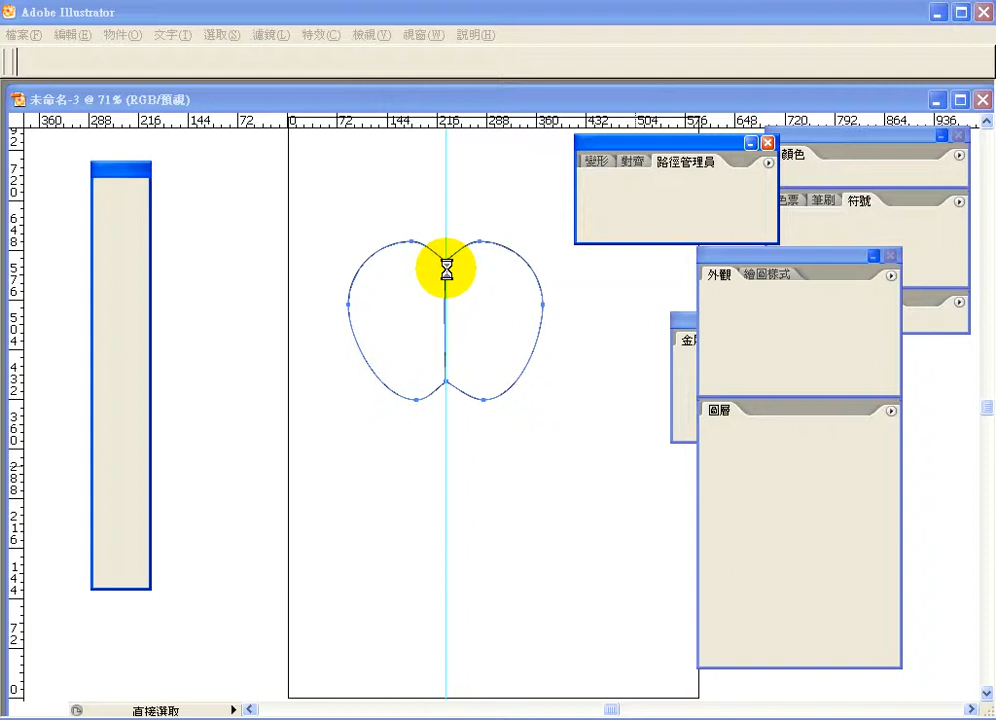 Adobe Illustrator
檔案(F) 編輯(E) 物件(O) 文字(T) 選取(S) 濾鏡(L) 特效(C) 檢視(V) 視窗(W) 說明(H)
未命名-3 @ 71% (RGB/預視)
360 288 216 144 72 0 72 144 216 288 360 432 504 576 648 720 792 864 936
變形 對齊 路徑管理員
顏色
色票 筆刷 符號
外觀 繪圖樣式
圖層
直接選取